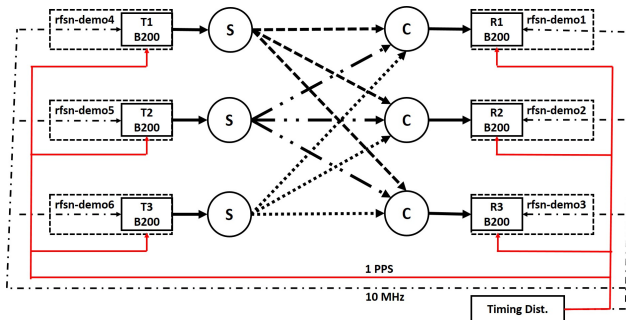 rfsn-demo4
T1
B200
S
C
R1
B200
rfsn-demo1
rfsn-demo5
T2
B200
S
C
R2
B200
rfsn-demo2
rfsn-demo6
T3
B200
S
C
R3
B200
rfsn-demo3
1 PPS
10 MHz
Timing Dist.